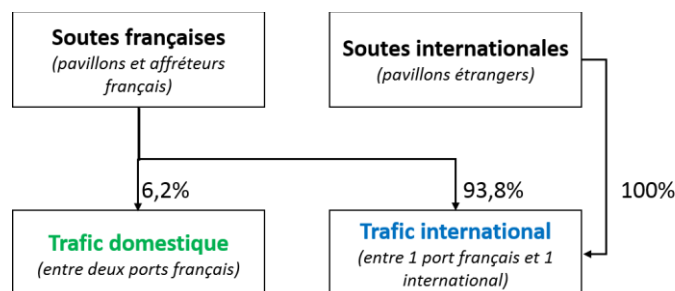 Soutes françaises
(pavillons et affréteurs
français)
Soutes internationales
(pavillons étrangers)
6,2%
93,8%
100%
Trafic domestique
(entre deux ports français)
Trafic international
(entre 1 port français et 1
international)